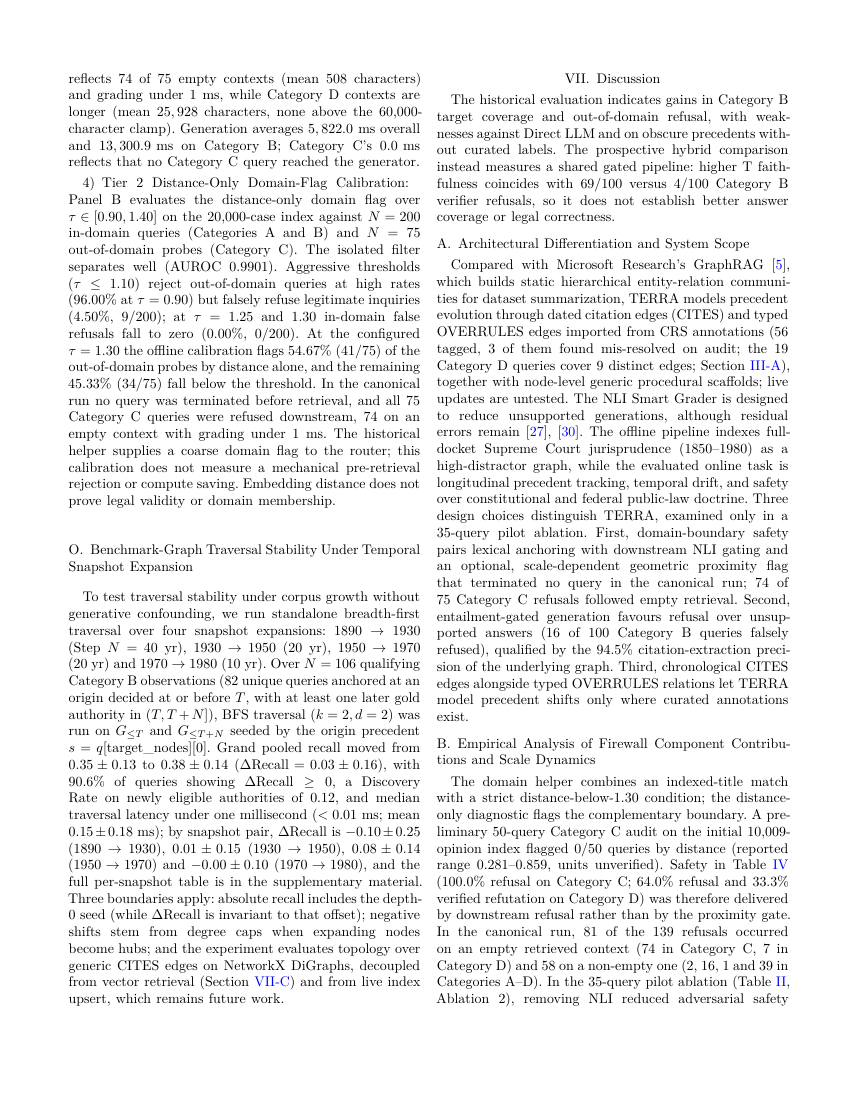 reflects 74 of 75 empty contexts (mean 508 characters)
and grading under 1 ms, while Category D contexts are
longer (mean 25,928 characters, none above the 60,000-
character clamp). Generation averages 5,822.0 ms overall
and 13,300.9 ms on Category B; Category C's 0.0 ms
reflects that no Category C query reached the generator.
4) Tier 2 Distance-Only Domain-Flag Calibration:
Panel B evaluates the distance-only domain flag over
τ ∈ [0.90, 1.40] on the 20,000-case index against N = 200
in-domain queries (Categories A and B) and N = 75
out-of-domain probes (Category C). The isolated filter
separates well (AUROC 0.9901). Aggressive thresholds
(τ ≤ 1.10) reject out-of-domain queries at high rates
(96.00% at τ = 0.90) but falsely refuse legitimate inquiries
(4.50%, 9/200); at τ = 1.25 and 1.30 in-domain false
refusals fall to zero (0.00%, 0/200). At the configured
τ = 1.30 the offline calibration flags 54.67% (41/75) of the
out-of-domain probes by distance alone, and the remaining
45.33% (34/75) fall below the threshold. In the canonical
run no query was terminated before retrieval, and all 75
Category C queries were refused downstream, 74 on an
empty context with grading under 1 ms. The historical
helper supplies a coarse domain flag to the router; this
calibration does not measure a mechanical pre-retrieval
rejection or compute saving. Embedding distance does not
prove legal validity or domain membership.
O. Benchmark-Graph Traversal Stability Under Temporal
Snapshot Expansion
To test traversal stability under corpus growth without
generative confounding, we run standalone breadth-first
traversal over four snapshot expansions: 1890 → 1930
(Step N = 40 yr), 1930 → 1950 (20 yr), 1950 → 1970
(20 yr) and 1970 → 1980 (10 yr). Over N = 106 qualifying
Category B observations (82 unique queries anchored at an
origin decided at or before T, with at least one later gold
authority in (T, T + N]), BFS traversal (k = 2, d = 2) was
run on G≤T and G≤T+N seeded by the origin precedent
s = q[target_nodes][0]. Grand pooled recall moved from
0.35 ± 0.13 to 0.38 ± 0.14 (ΔRecall = 0.03 ± 0.16), with
90.6% of queries showing ΔRecall ≥ 0, a Discovery
Rate on newly eligible authorities of 0.12, and median
traversal latency under one millisecond (< 0.01 ms; mean
0.15 ± 0.18 ms); by snapshot pair, ΔRecall is −0.10 ± 0.25
(1890 → 1930), 0.01 ± 0.15 (1930 → 1950), 0.08 ± 0.14
(1950 → 1970) and −0.00 ± 0.10 (1970 → 1980), and the
full per-snapshot table is in the supplementary material.
Three boundaries apply: absolute recall includes the depth-
0 seed (while ΔRecall is invariant to that offset); negative
shifts stem from degree caps when expanding nodes
become hubs; and the experiment evaluates topology over
generic CITES edges on NetworkX DiGraphs, decoupled
from vector retrieval (Section VII-C) and from live index
upsert, which remains future work.
VII. Discussion
The historical evaluation indicates gains in Category B
target coverage and out-of-domain refusal, with weak-
nesses against Direct LLM and on obscure precedents with-
out curated labels. The prospective hybrid comparison
instead measures a shared gated pipeline: higher T faith-
fulness coincides with 69/100 versus 4/100 Category B
verifier refusals, so it does not establish better answer
coverage or legal correctness.
A. Architectural Differentiation and System Scope
Compared with Microsoft Research's GraphRAG [5],
which builds static hierarchical entity-relation communi-
ties for dataset summarization, TERRA models precedent
evolution through dated citation edges (CITES) and typed
OVERRULES edges imported from CRS annotations (56
tagged, 3 of them found mis-resolved on audit; the 19
Category D queries cover 9 distinct edges; Section III-A),
together with node-level generic procedural scaffolds; live
updates are untested. The NLI Smart Grader is designed
to reduce unsupported generations, although residual
errors remain [27], [30]. The offline pipeline indexes full-
docket Supreme Court jurisprudence (1850–1980) as a
high-distractor graph, while the evaluated online task is
longitudinal precedent tracking, temporal drift, and safety
over constitutional and federal public-law doctrine. Three
design choices distinguish TERRA, examined only in a
35-query pilot ablation. First, domain-boundary safety
pairs lexical anchoring with downstream NLI gating and
an optional, scale-dependent geometric proximity flag
that terminated no query in the canonical run; 74 of
75 Category C refusals followed empty retrieval. Second,
entailment-gated generation favours refusal over unsup-
ported answers (16 of 100 Category B queries falsely
refused), qualified by the 94.5% citation-extraction preci-
sion of the underlying graph. Third, chronological CITES
edges alongside typed OVERRULES relations let TERRA
model precedent shifts only where curated annotations
exist.
B. Empirical Analysis of Firewall Component Contribu-
tions and Scale Dynamics
The domain helper combines an indexed-title match
with a strict distance-below-1.30 condition; the distance-
only diagnostic flags the complementary boundary. A pre-
liminary 50-query Category C audit on the initial 10,009-
opinion index flagged 0/50 queries by distance (reported
range 0.281–0.859, units unverified). Safety in Table IV
(100.0% refusal on Category C; 64.0% refusal and 33.3%
verified refutation on Category D) was therefore delivered
by downstream refusal rather than by the proximity gate.
In the canonical run, 81 of the 139 refusals occurred
on an empty retrieved context (74 in Category C, 7 in
Category D) and 58 on a non-empty one (2, 16, 1 and 39 in
Categories A–D). In the 35-query pilot ablation (Table II,
Ablation 2), removing NLI reduced adversarial safety